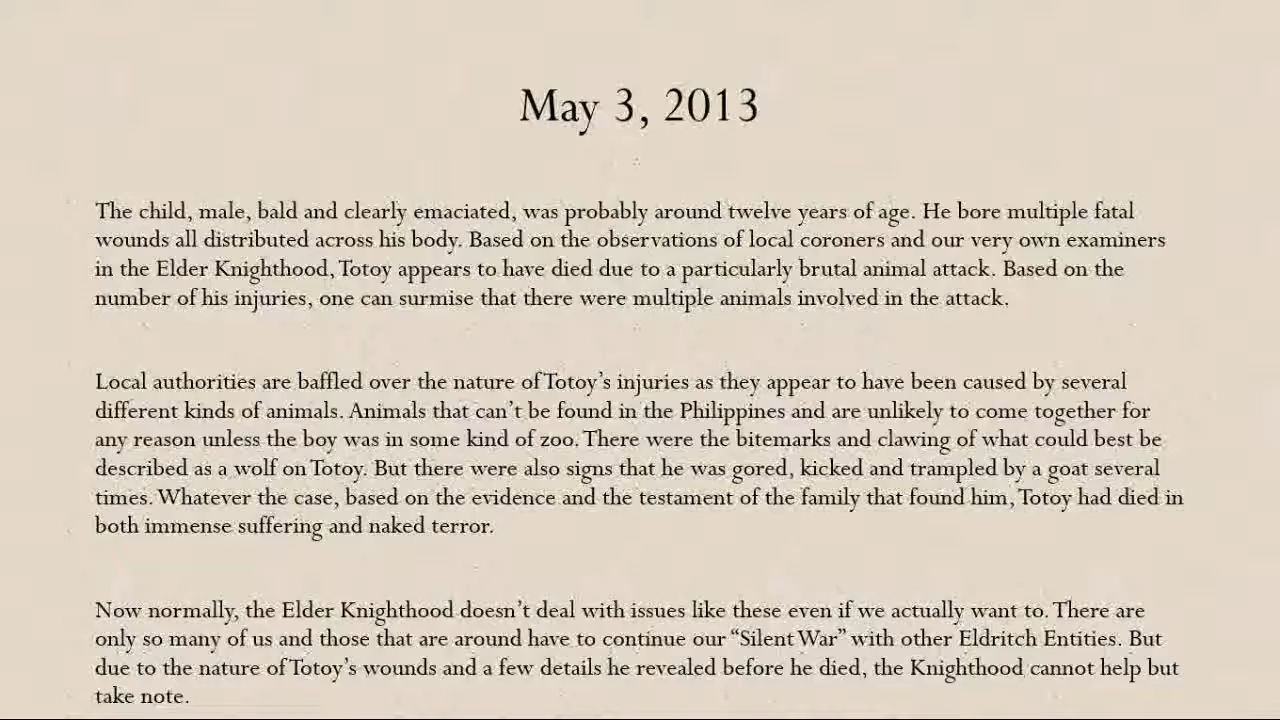 May 3, 2013
The child, male, bald and clearly emaciated, was probably around twelve years of age. He bore multiple fatal
wounds all distributed across his body. Based on the observations of local coroners and our very own examiners
in the Elder Knighthood, Totoy appears to have died due to a particularly brutal animal attack. Based on the
number of his injuries, one can surmise that there were multiple animals involved in the attack.
Local authorities are baffled over the nature of Totoy's injuries as they appear to have been caused by several
different kinds of animals. Animals that can't be found in the Philippines and are unlikely to come together for
any reason unless the boy was in some kind of zoo. There were the bitemarks and clawing of what could best be
described as a wolf on Totoy. But there were also signs that he was gored, kicked and trampled by a goat several
times. Whatever the case, based on the evidence and the testament of the family that found him, Totoy had died in
both immense suffering and naked terror.
Now normally, the Elder Knighthood doesn't deal with issues like these even if we actually want to. There are
only so many of us and those that are around have to continue our “Silent War” with other Eldritch Entities. But
due to the nature of Totoy's wounds and a few details he revealed before he died, the Knighthood cannot help but
take note.